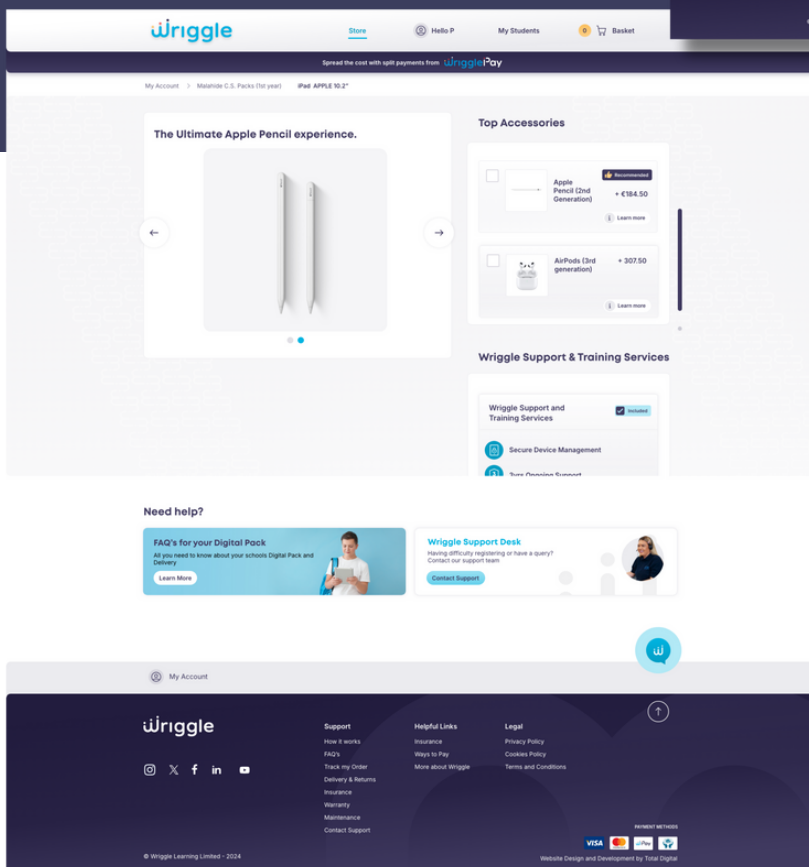 wriggle
Store
Hello P
My Students
0
Basket
Spread the cost with split payments from wrigglePay
My Account > Malahide C.S. Packs (1st year) iPad APPLE 10.2"
The Ultimate Apple Pencil experience.
Top Accessories
Recommended
Apple
Pencil (2nd
Generation)
+ €184.50
Learn more
AirPods (3rd
generation)
+ 307.50
Learn more
Wriggle Support & Training Services
Wriggle Support and
Training Services
Included
Secure Device Management
3yrs Ongoing Support
Need help?
FAQ's for your Digital Pack
All you need to know about your schools Digital Pack and
Delivery
Learn More
Wriggle Support Desk
Having difficulty registering or have a query?
Contact our support team
Contact Support
My Account
wriggle
Support
How it works
FAQ's
Track my Order
Delivery & Returns
Insurance
Warranty
Maintenance
Contact Support
Helpful Links
Insurance
Ways to Pay
More about Wriggle
Legal
Privacy Policy
Cookies Policy
Terms and Conditions
PAYMENT METHODS
VISA
© Wriggle Learning Limited - 2024
Website Design and Development by Total Digital